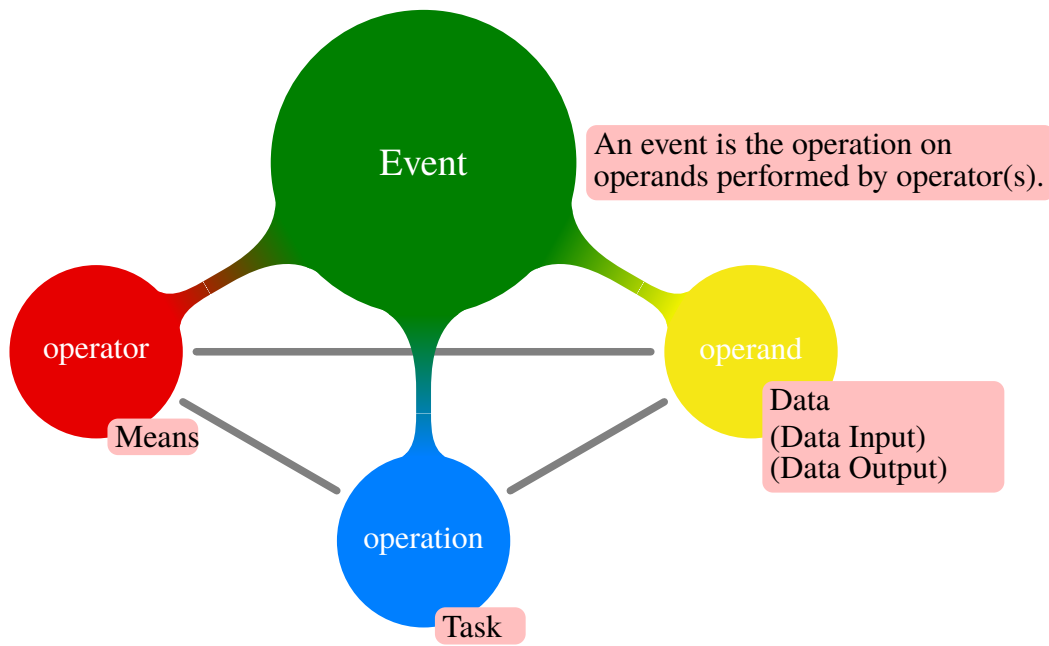 Event
An event is the operation on
operands performed by operator(s).
operator
operand
Means
Data
(Data Input)
(Data Output)
operation
Task